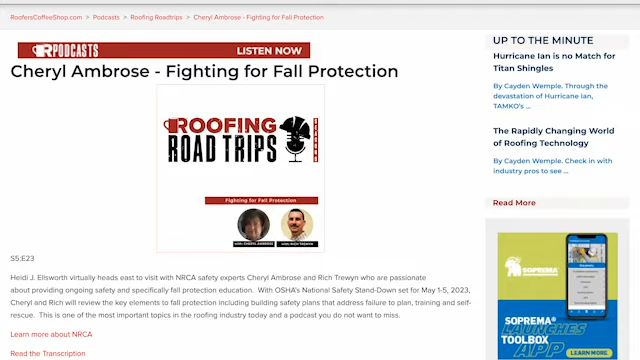 RoofersCoffeeShop.com > Podcasts > Roofing Roadtrips > Cheryl Ambrose - Fighting for Fall Protection
RPODCASTS LISTEN NOW
Cheryl Ambrose - Fighting for Fall Protection
ROOFING
ROAD TRIPS
Fighting for Fall Protection
with CHERYL AMBROSE with RICH TREWYN
S5:E23
Heidi J. Ellsworth virtually heads east to visit with NRCA safety experts Cheryl Ambrose and Rich Trewyn who are passionate
about providing ongoing safety and specifically fall protection education. With OSHA's National Safety Stand-Down set for May 1-5, 2023,
Cheryl and Rich will review the key elements to fall protection including building safety plans that address failure to plan, training and self-
rescue. This is one of the most important topics in the roofing industry today and a podcast you do not want to miss.
Learn more about NRCA
Read the Transcription
UP TO THE MINUTE
Hurricane Ian is no Match for
Titan Shingles
By Cayden Wemple. Through the
devastation of Hurricane Ian,
TAMKO's ...
The Rapidly Changing World
of Roofing Technology
By Cayden Wemple. Check in with
industry pros to see ...
Read More
SOPREMA
SOPREMA®
LAUNCHES
TOOLBOX
APP
LEARN MORE